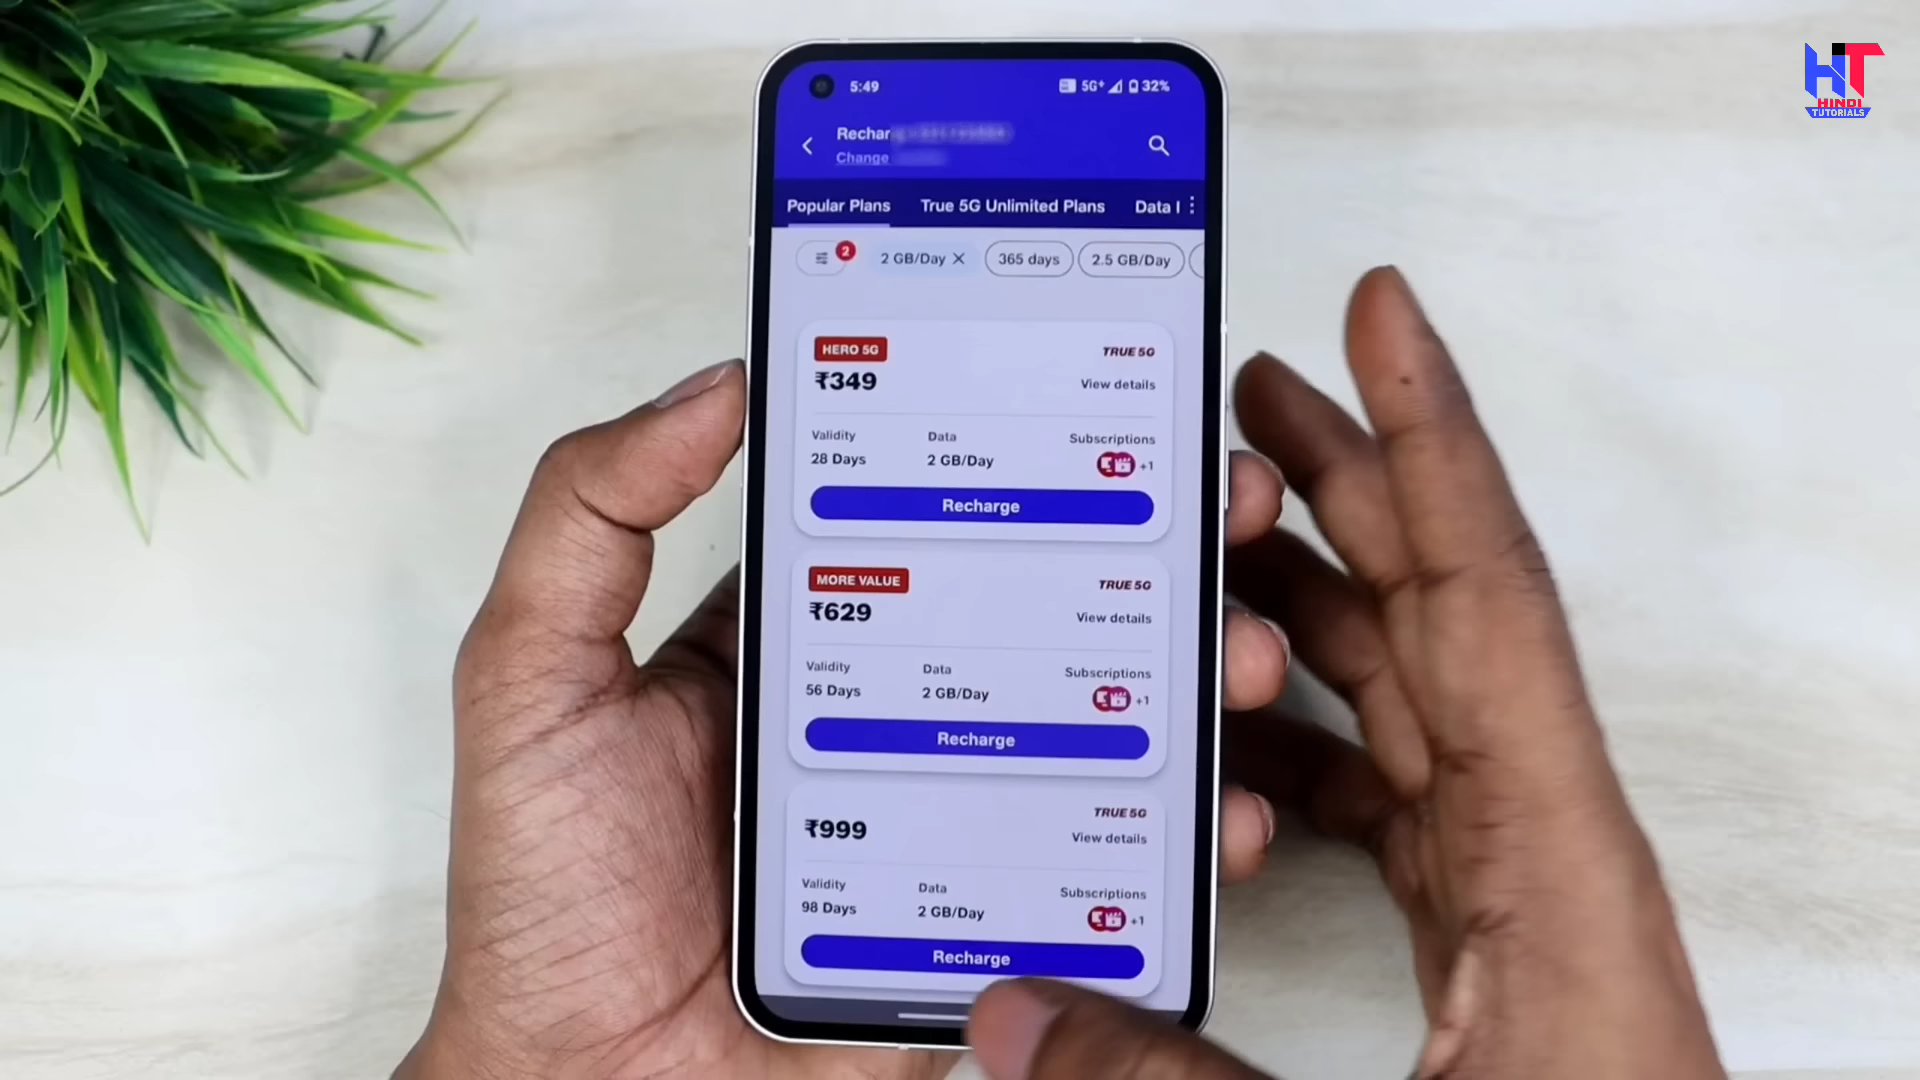 HT
HINDI
TUTORIALS
5:49
5G+ 32%
Rechar
Change
Popular Plans True 5G Unlimited Plans Data
2 2 GB/Day 365 days 2.5 GB/Day
HERO 5G TRUE 5G
₹349 View details
Validity Data Subscriptions
28 Days 2 GB/Day +1
Recharge
MORE VALUE TRUE 5G
₹629 View details
Validity Data Subscriptions
56 Days 2 GB/Day +1
Recharge
TRUE 5G
₹999 View details
Validity Data Subscriptions
98 Days 2 GB/Day +1
Recharge